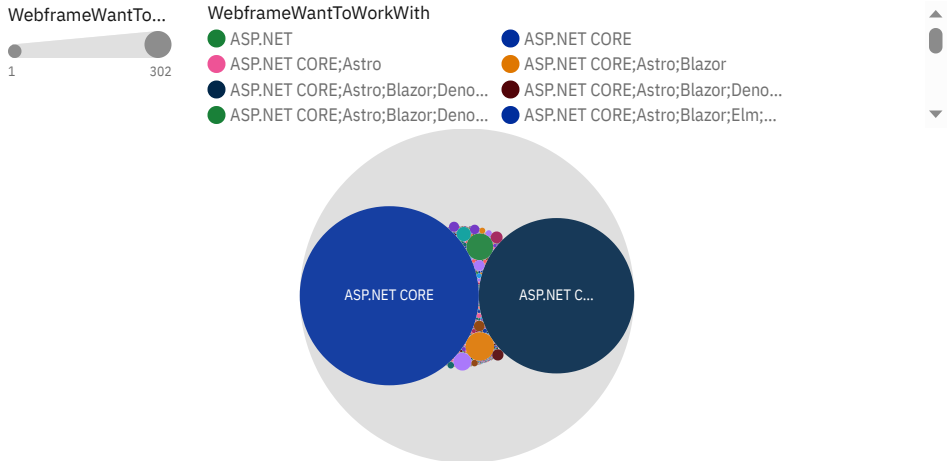 WebframeWantTo...
1
302
WebframeWantToWorkWith
ASP.NET
ASP.NET CORE
ASP.NET CORE;Astro
ASP.NET CORE;Astro;Blazor
ASP.NET CORE;Astro;Blazor;Deno...
ASP.NET CORE;Astro;Blazor;Deno...
ASP.NET CORE;Astro;Blazor;Deno...
ASP.NET CORE;Astro;Blazor;Elm;...
ASP.NET CORE
ASP.NET C...